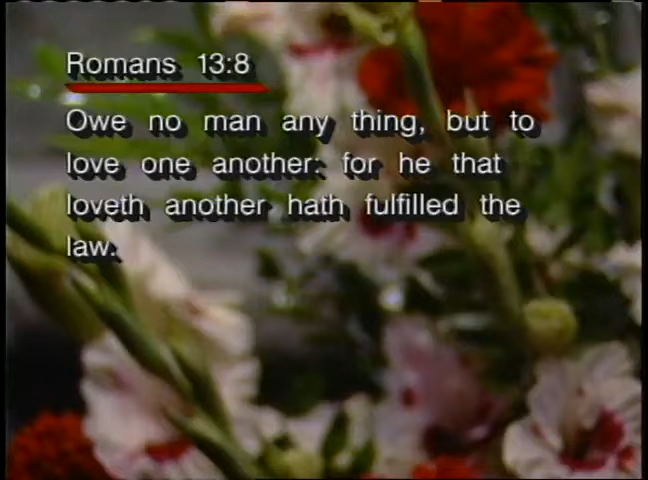 Romans 13:8
Owe no man any thing, but to
love one another: for he that
loveth another hath fulfilled the
law.